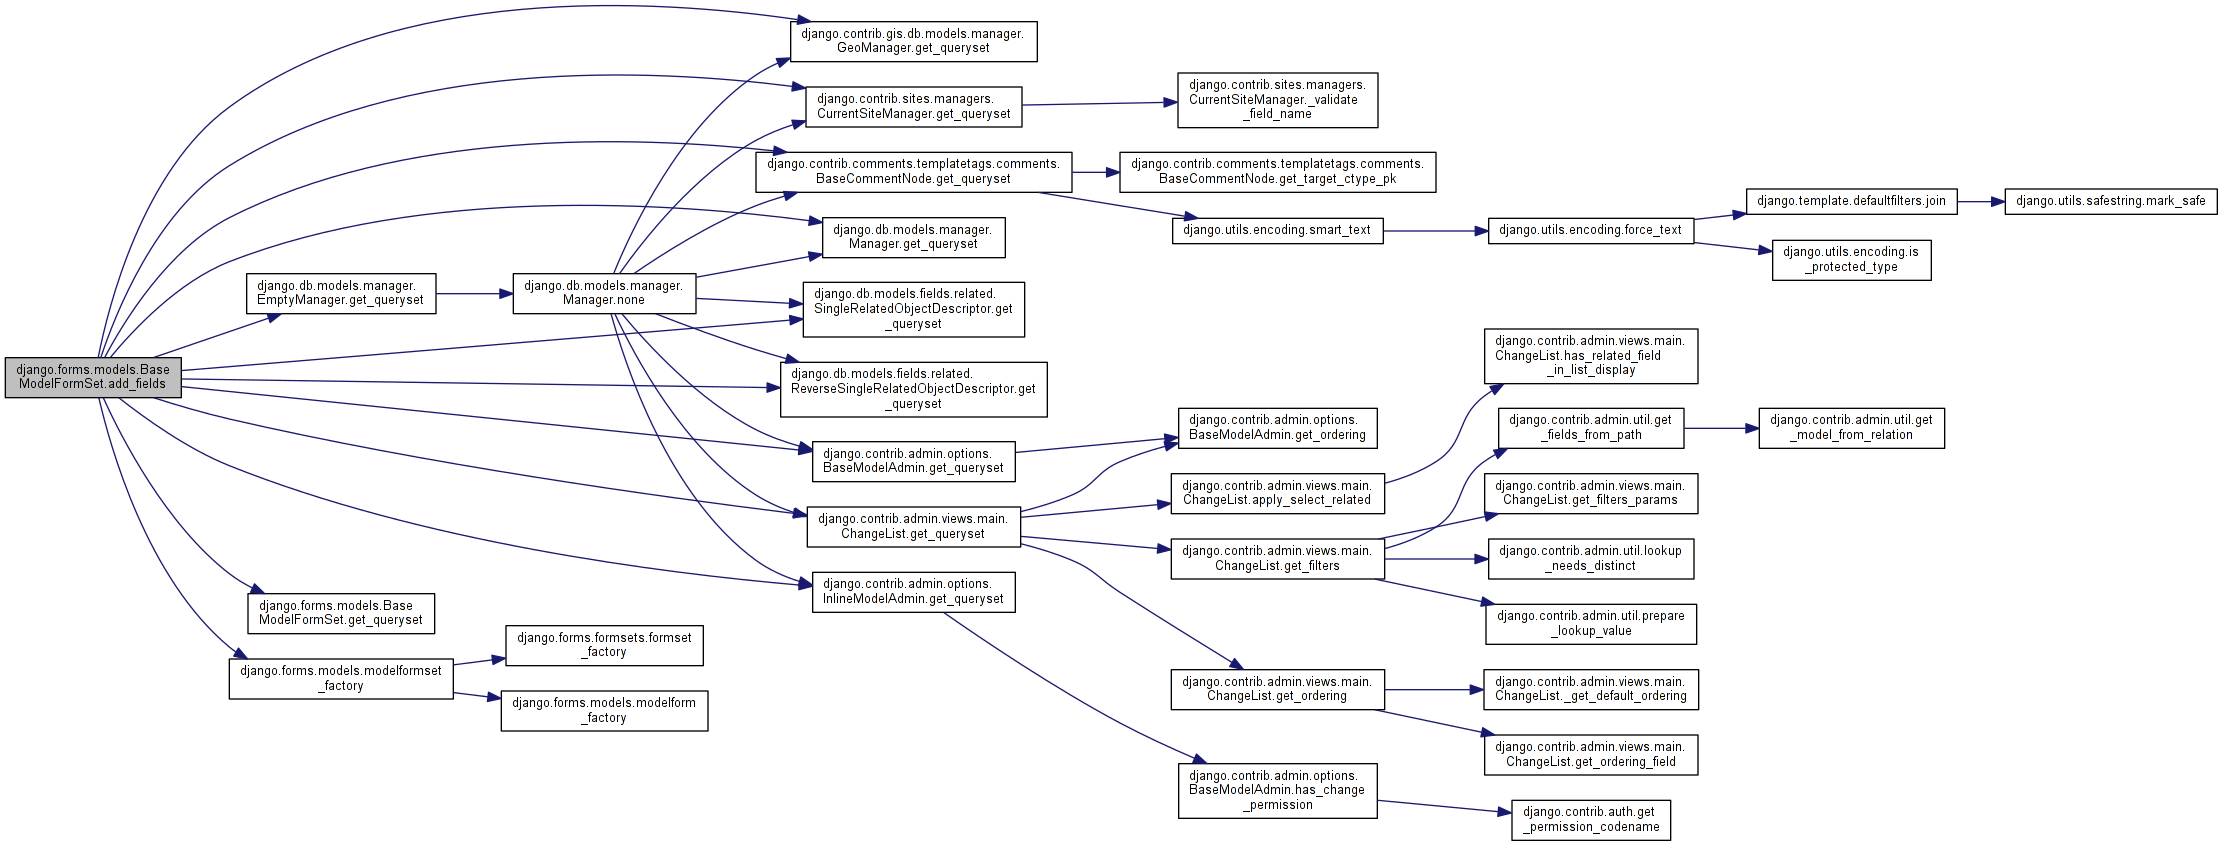 django.forms.models.Base
ModelFormSet.add_fields
django.db.models.manager.
EmptyManager.get_queryset
django.forms.models.Base
ModelFormSet.get_queryset
django.forms.models.modelformset
_factory
django.db.models.manager.
Manager.none
django.forms.formsets.formset
_factory
django.forms.models.modelform
_factory
django.contrib.gis.db.models.manager.
GeoManager.get_queryset
django.contrib.sites.managers.
CurrentSiteManager.get_queryset
django.contrib.comments.templatetags.comments.
BaseCommentNode.get_queryset
django.db.models.manager.
Manager.get_queryset
django.db.models.fields.related.
SingleRelatedObjectDescriptor.get
_queryset
django.db.models.fields.related.
ReverseSingleRelatedObjectDescriptor.get
_queryset
django.contrib.admin.options.
BaseModelAdmin.get_queryset
django.contrib.admin.views.main.
ChangeList.get_queryset
django.contrib.admin.options.
InlineModelAdmin.get_queryset
django.contrib.sites.managers.
CurrentSiteManager._validate
_field_name
django.contrib.comments.templatetags.comments.
BaseCommentNode.get_target_ctype_pk
django.utils.encoding.smart_text
django.contrib.admin.options.
BaseModelAdmin.get_ordering
django.contrib.admin.views.main.
ChangeList.apply_select_related
django.contrib.admin.views.main.
ChangeList.get_filters
django.contrib.admin.views.main.
ChangeList.get_ordering
django.contrib.admin.options.
BaseModelAdmin.has_change
_permission
django.utils.encoding.force_text
django.contrib.admin.views.main.
ChangeList.has_related_field
_in_list_display
django.contrib.admin.util.get
_fields_from_path
django.contrib.admin.views.main.
ChangeList.get_filters_params
django.contrib.admin.util.lookup
_needs_distinct
django.contrib.admin.util.prepare
_lookup_value
django.contrib.admin.views.main.
ChangeList._get_default_ordering
django.contrib.admin.views.main.
ChangeList.get_ordering_field
django.contrib.auth.get
_permission_codename
django.template.defaultfilters.join
django.utils.encoding.is
_protected_type
django.contrib.admin.util.get
_model_from_relation
django.utils.safestring.mark_safe